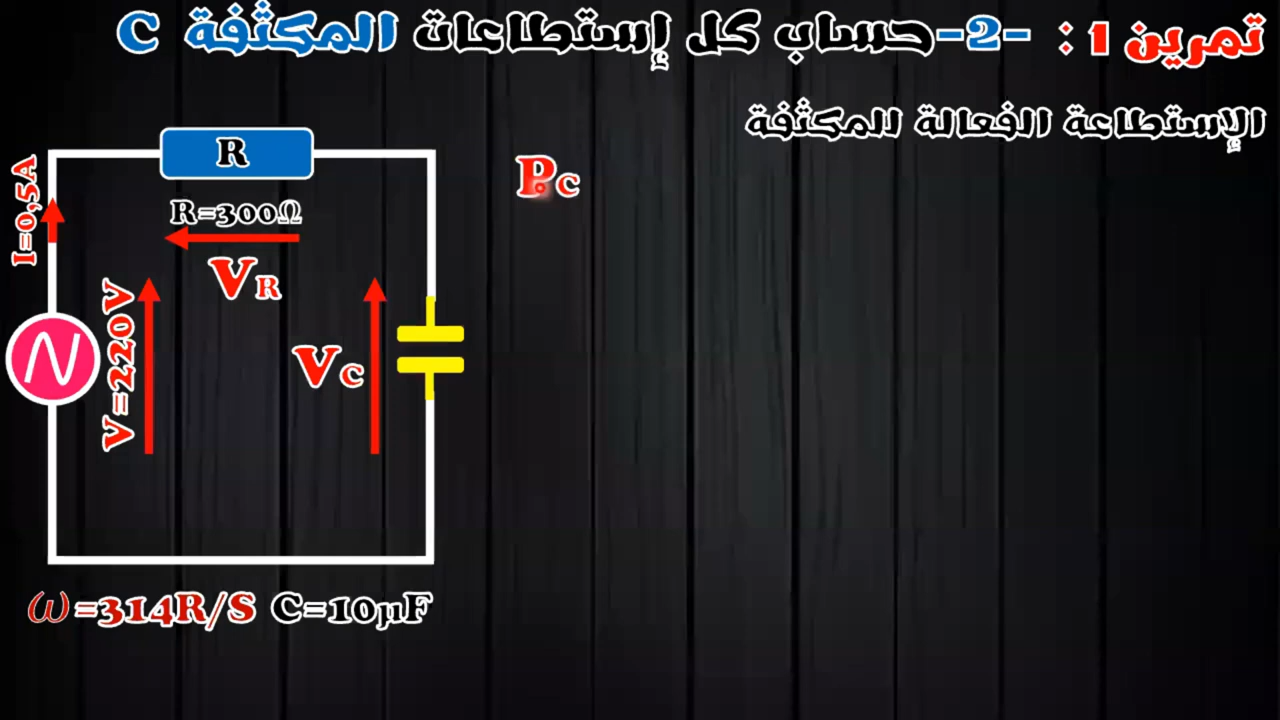 تمرين 1 : -2-حساب كل إستطاعات المكثفة C
الإستطاعة الفعالة للمكثفة
R
Pc
I=0,5A
R=300Ω
VR
V=220V
Vc
ω=314R/S C=10µF